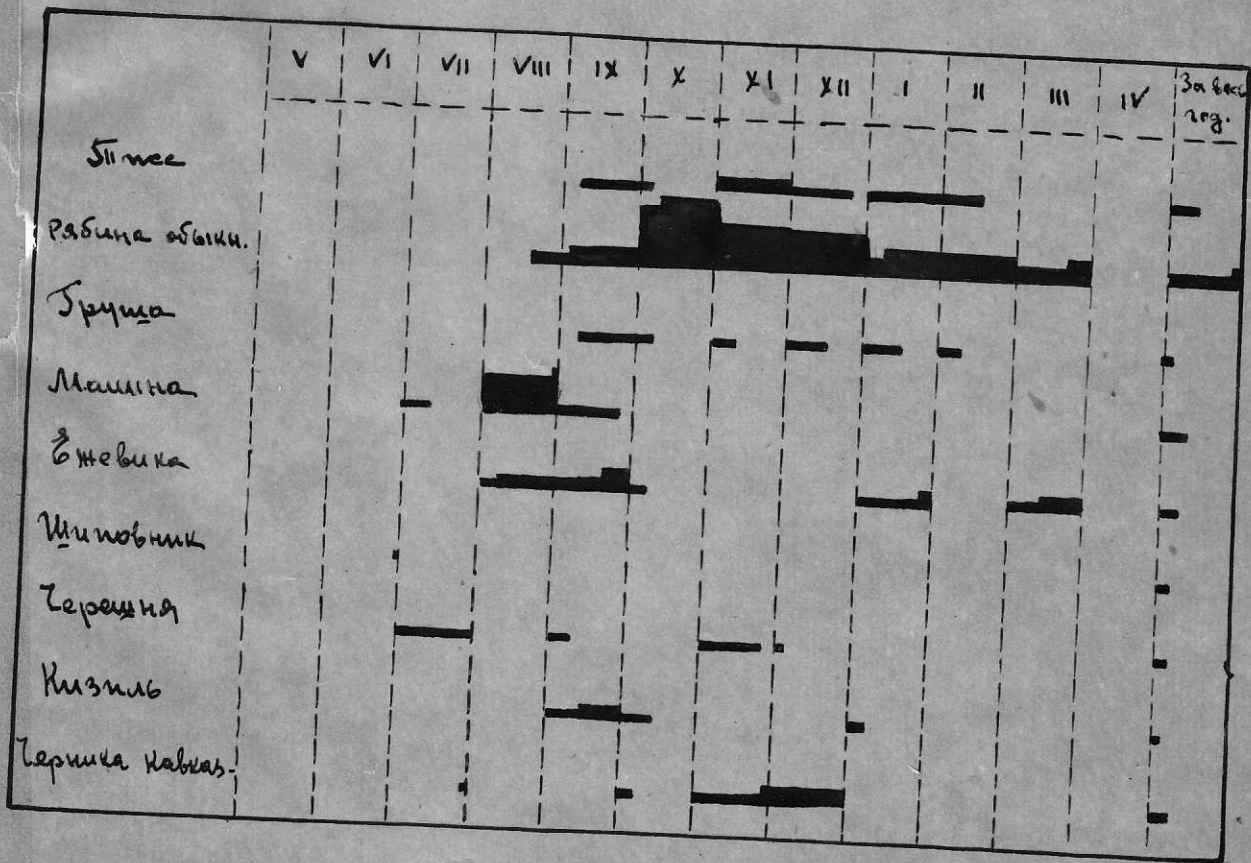 V VI VII VIII IX X XI XII I II III IV За весь
год.
рябина обыкн.
Груша
Малина
Ежевика
Шиповник
Черешня
Кизиль
Черника кавказ-